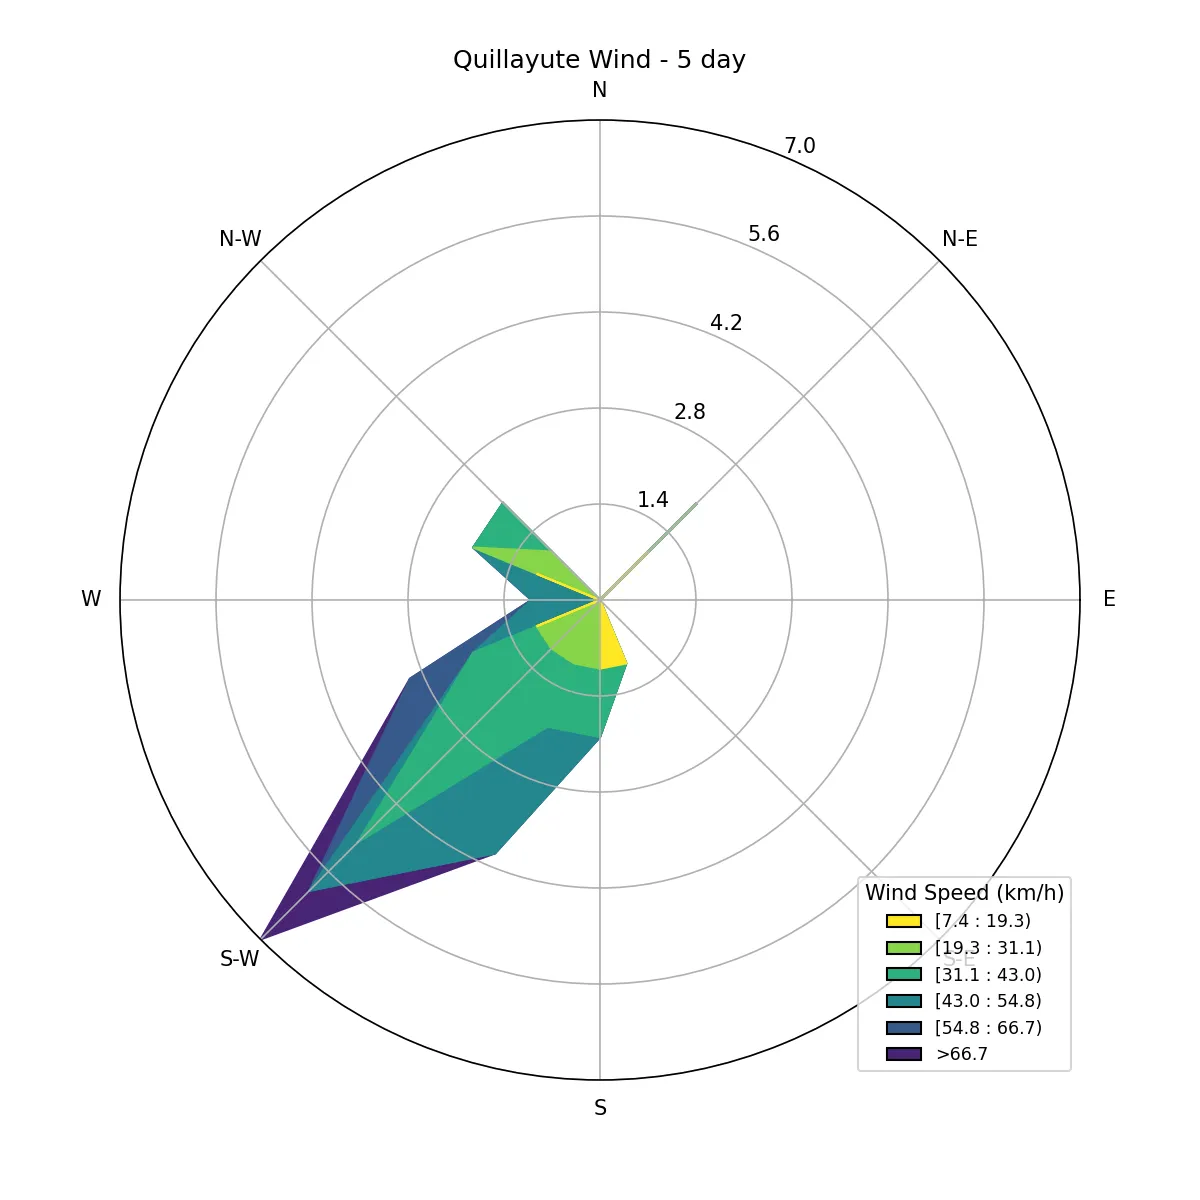 Quillayute Wind - 5 day
N
7.0
N-W
5.6
N-E
4.2
2.8
1.4
W
E
S-W
S-E
S
Wind Speed (km/h)
[7.4 : 19.3)
[19.3 : 31.1)
[31.1 : 43.0)
[43.0 : 54.8)
[54.8 : 66.7)
>66.7